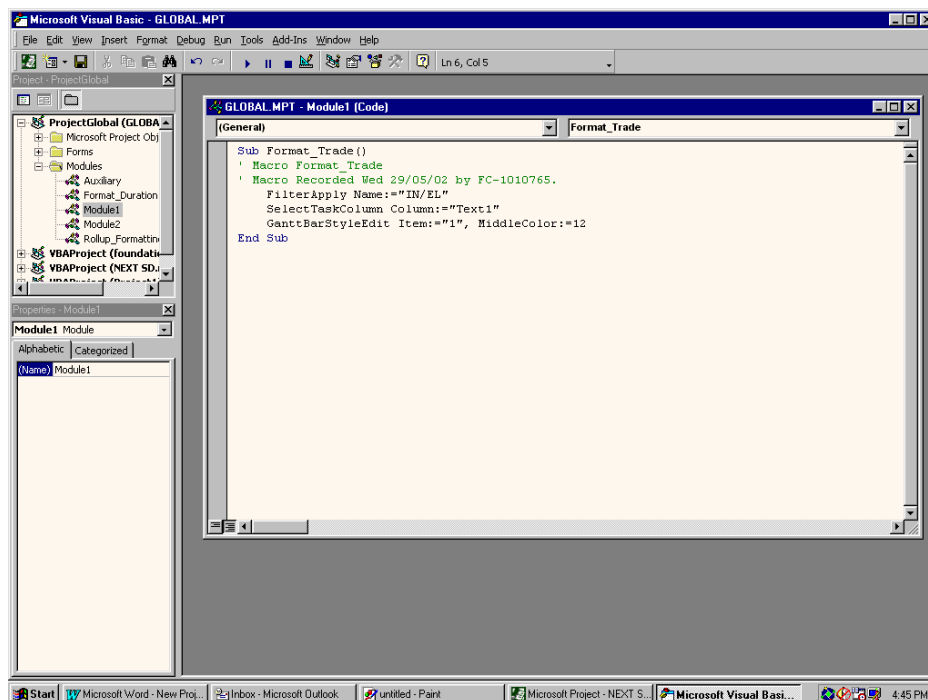 Microsoft Visual Basic - GLOBAL.MPT
File Edit View Insert Format Debug Run Tools Add-Ins Window Help
Ln 6, Col 5
Project - ProjectGlobal
ProjectGlobal (GLOBA
Microsoft Project Obj
Forms
Modules
Auxiliary
Format_Duration
Module1
Module2
Rollup_Formattin
VBAProject (foundati
VBAProject (NEXT SD.
Properties - Module1
Module1 Module
Alphabetic Categorized
(Name) Module1
GLOBAL.MPT - Module1 (Code)
(General) Format_Trade
Sub Format_Trade()
' Macro Format_Trade
' Macro Recorded Wed 29/05/02 by FC-1010765.
FilterApply Name:="IN/EL"
SelectTaskColumn Column:="Text1"
GanttBarStyleEdit Item:="1", MiddleColor:=12
End Sub
Start Microsoft Word - New Proj... Inbox - Microsoft Outlook untitled - Paint Microsoft Project - NEXT S... Microsoft Visual Basi... 4:45 PM